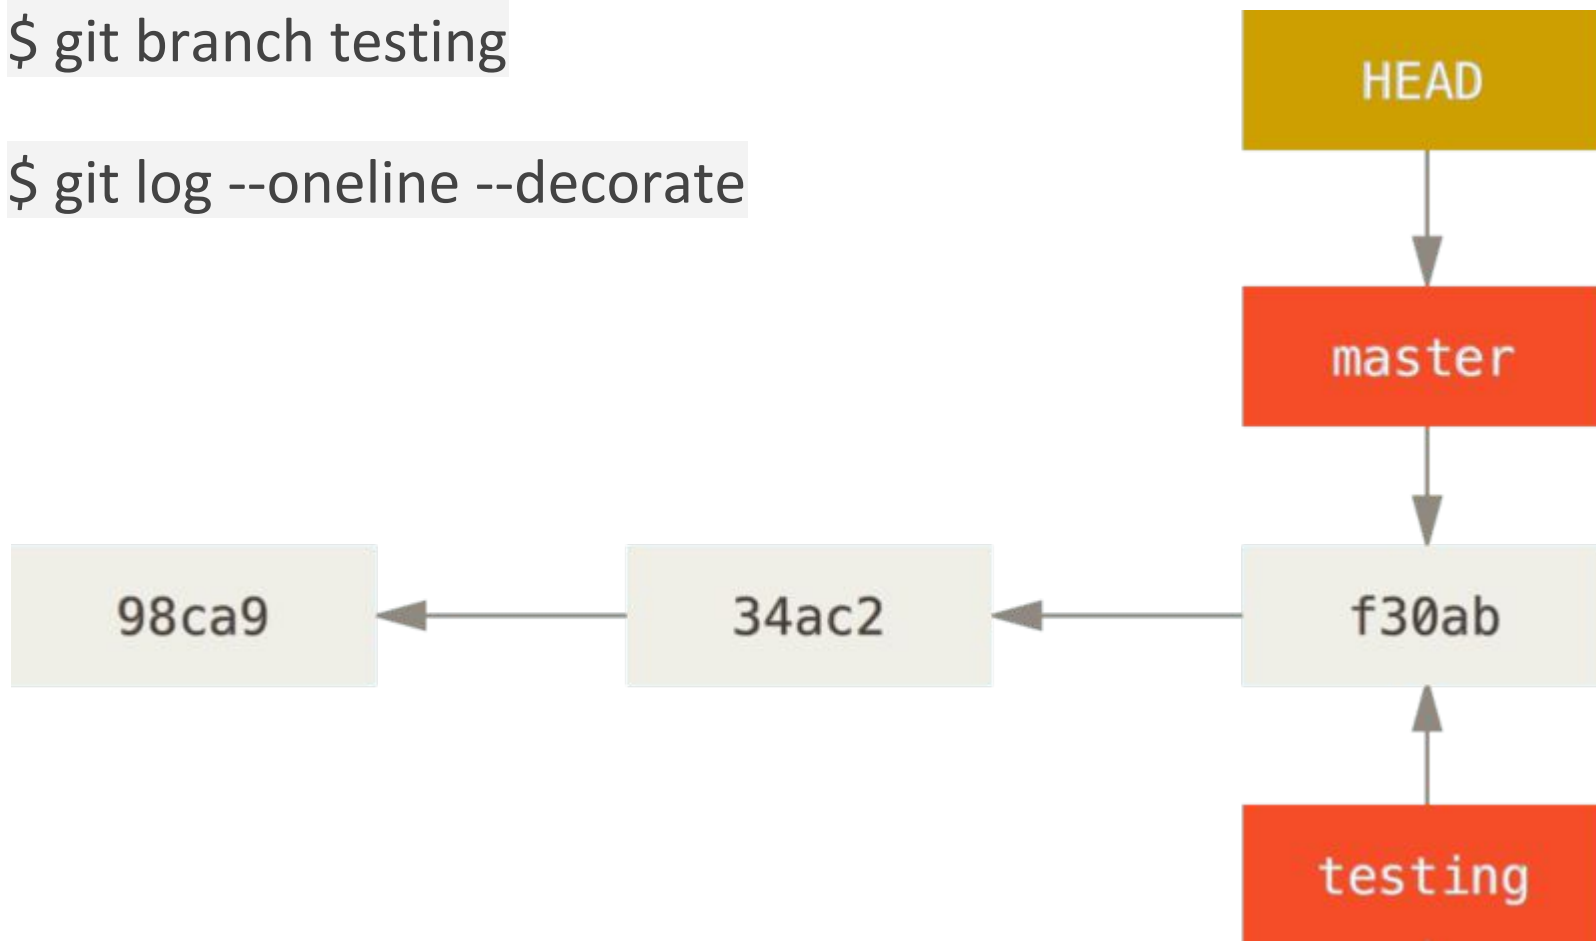 $ git branch testing
$ git log --oneline --decorate
HEAD
master
98ca9
34ac2
f30ab
testing